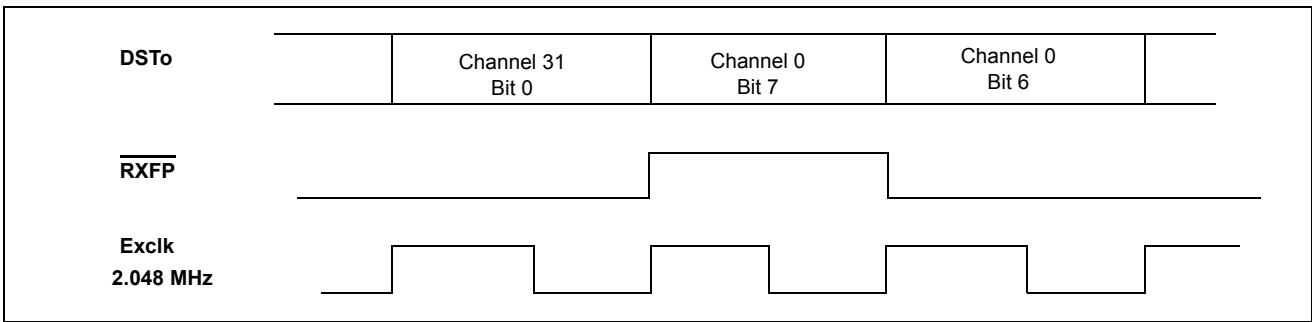 DSTo
Channel 31
Bit 0
Channel 0
Bit 7
Channel 0
Bit 6
RXFP
Exclk
2.048 MHz